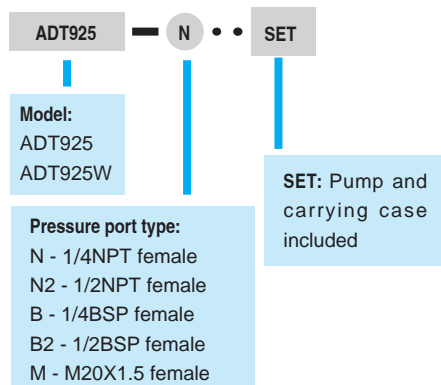 ADT925 — N • • SET
Model:
ADT925
ADT925W
Pressure port type:
N - 1/4NPT female
N2 - 1/2NPT female
B - 1/4BSP female
B2 - 1/2BSP female
M - M20X1.5 female
SET: Pump and
carrying case
included